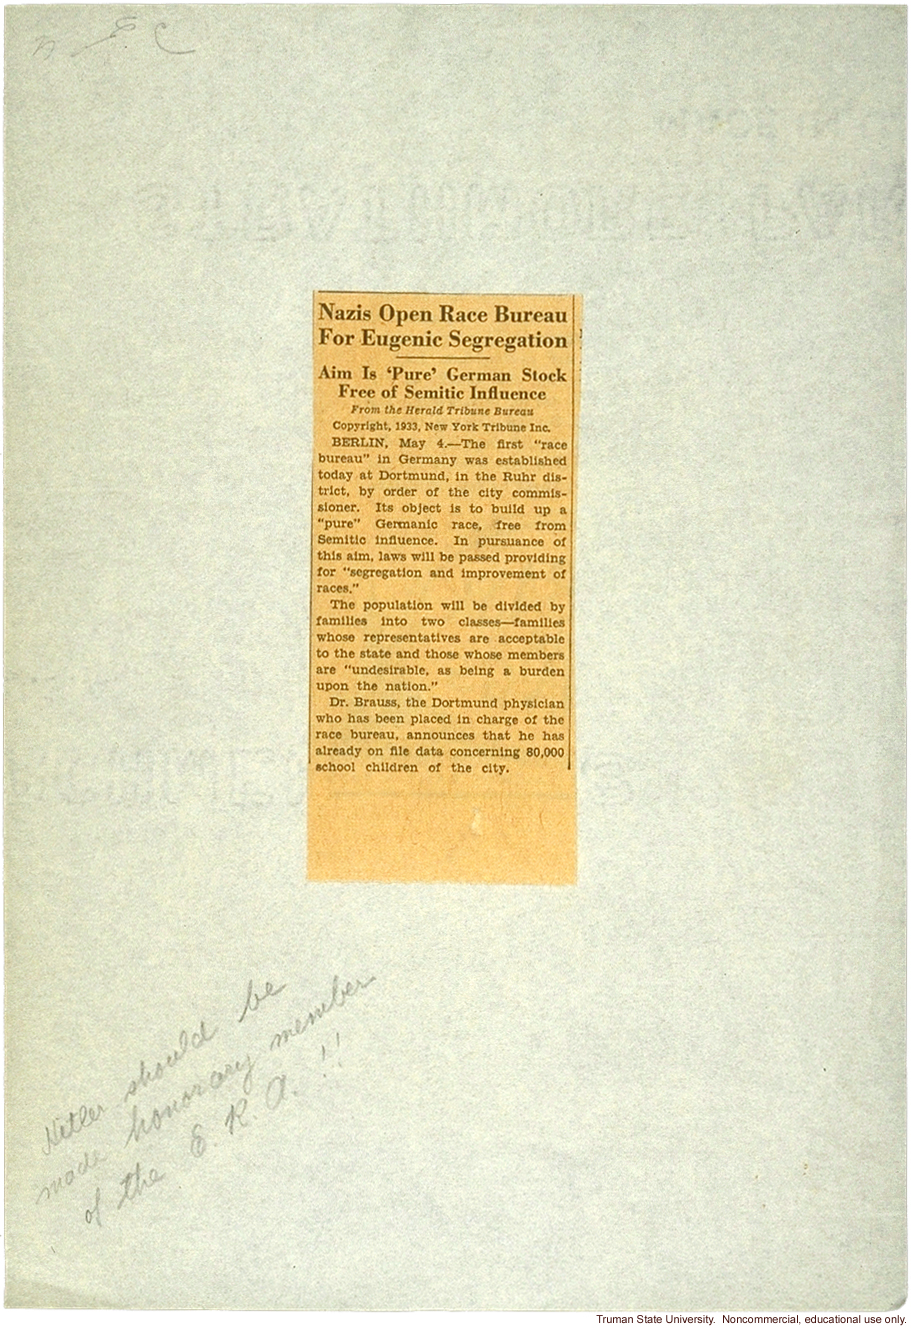 Nazis Open Race Bureau
For Eugenic Segregation
Aim Is 'Pure' German Stock
Free of Semitic Influence
From the Herald Tribune Bureau
Copyright, 1933, New York Tribune Inc.
BERLIN, May 4.—The first "race
bureau" in Germany was established
today at Dortmund, in the Ruhr dis-
trict, by order of the city commis-
sioner. Its object is to build up a
"pure" Germanic race, free from
Semitic influence. In pursuance of
this aim, laws will be passed providing
for "segregation and improvement of
races."
The population will be divided by
families into two classes—families
whose representatives are acceptable
to the state and those whose members
are "undesirable, as being a burden
upon the nation."
Dr. Brauss, the Dortmund physician
who has been placed in charge of the
race bureau, announces that he has
already on file data concerning 80,000
school children of the city.
Hitler should be
made honorary member
of the E. R. A. !!
Truman State University. Noncommercial, educational use only.